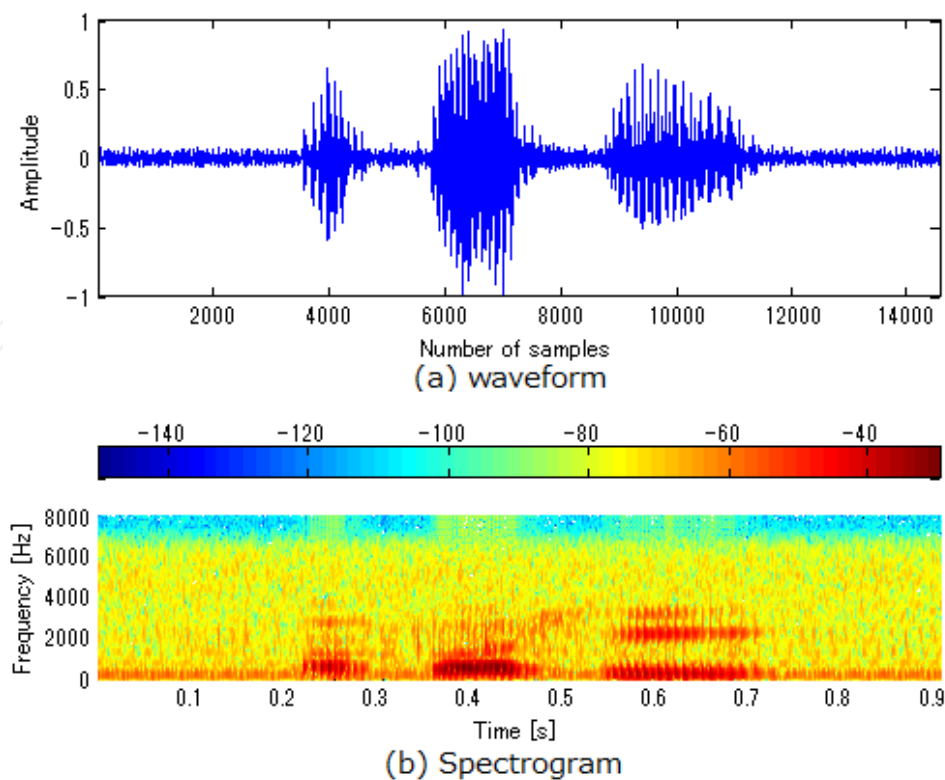 1
0.5
0
−0.5
−1
Amplitude
2000 4000 6000 8000 10000 12000 14000
Number of samples
(a) waveform
−140 −120 −100 −80 −60 −40
8000
6000
4000
2000
0
Frequency [Hz]
0.1 0.2 0.3 0.4 0.5 0.6 0.7 0.8 0.9
Time [s]
(b) Spectrogram